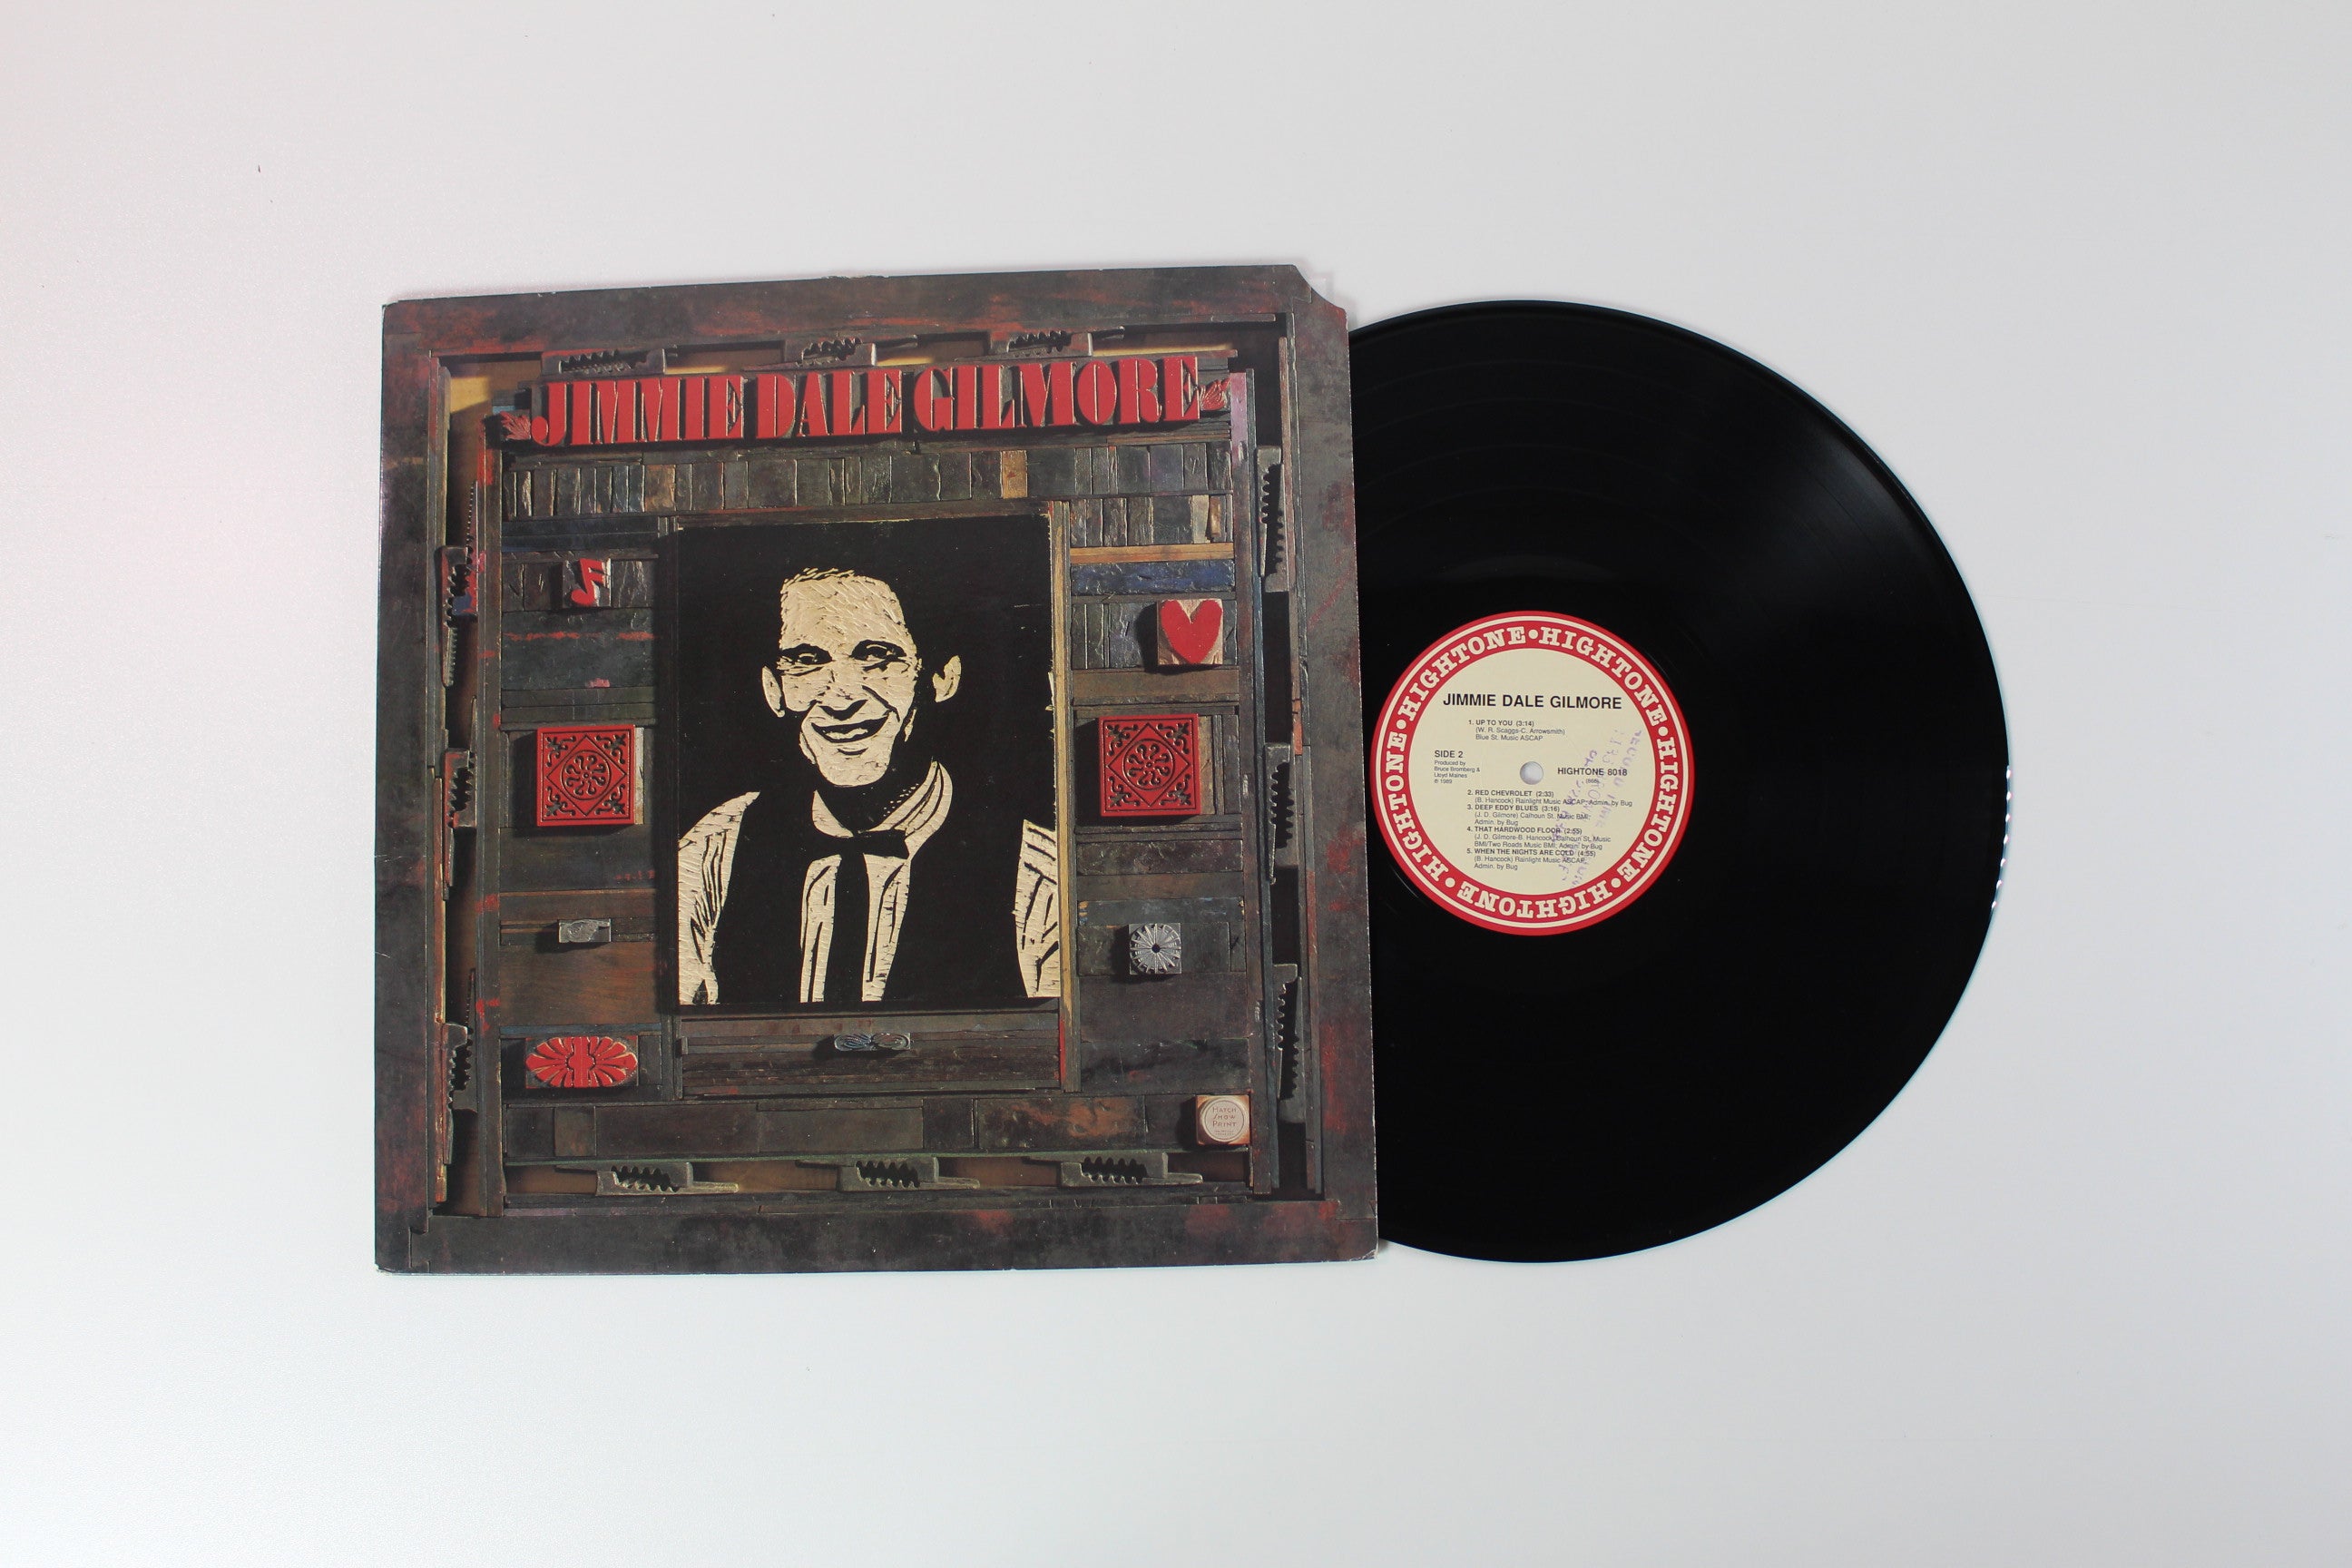 JIMMIE DALE GILMORE
HATCH
SHOW
PRINT
HIGHTONE • HIGHTONE • HIGHTONE • HIGHTONE • HIGHTONE • HIGHTONE • HIGHTONE •
JIMMIE DALE GILMORE
1. UP TO YOU (3:14)
(W. R. Scaggs-C. Arrowsmith)
Blue St. Music ASCAP
SIDE 2
Produced by
Bruce Bromberg &
Lloyd Maines
℗ 1989
HIGHTONE 8018
2. RED CHEVROLET (2:33)
(B. Hancock) Rainlight Music ASCAP, Admin. by Bug
3. DEEP EDDY BLUES (3:16)
(J. D. Gilmore) Calhoun St. Music BMI,
Admin. by Bug
4. THAT HARDWOOD FLOOR (2:55)
(J. D. Gilmore-B. Hancock) Calhoun St. Music
BMI/Two Roads Music BMI, Admin. by Bug
5. WHEN THE NIGHTS ARE COLD (4:55)
(B. Hancock) Rainlight Music ASCAP,
Admin. by Bug